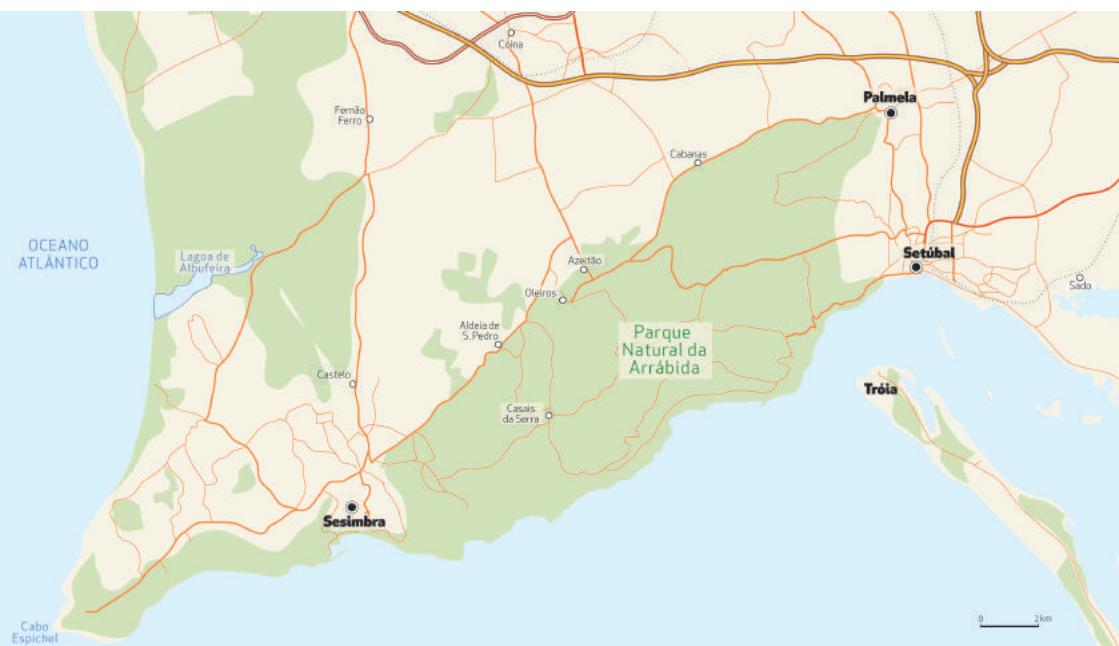 Coina
Palmela
Fernão
Ferro
Cabanas
OCEANO
ATLÂNTICO
Lagoa de
Albufeira
Azeitão
Setúbal
Sado
Oleiros
Aldeia de
S. Pedro
Parque
Natural da
Arrábida
Castelo
Tróia
Casais
da Serra
Sesimbra
Cabo
Espichel
0 2km